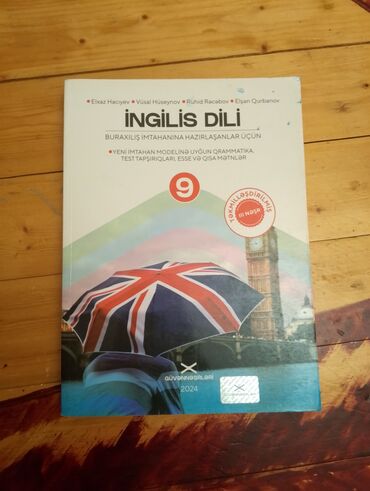 • Elxaz Hacıyev • Vüsal Hüseynov • Rühid Rəcəbov • Elşən Qurbanov
İNGİLİS DİLİ
BURAXILIŞ İMTAHANINA HAZIRLAŞANLAR ÜÇÜN
• YENİ İMTAHAN MODELİNƏ UYĞUN QRAMMATİKA,
TEST TAPŞIRIQLARI, ESSE VƏ QISA MƏTNLƏR
9
TƏKMİLLƏŞDİRİLMİŞ
III NƏŞR
GÜVƏN NƏŞRLƏRİ
2024